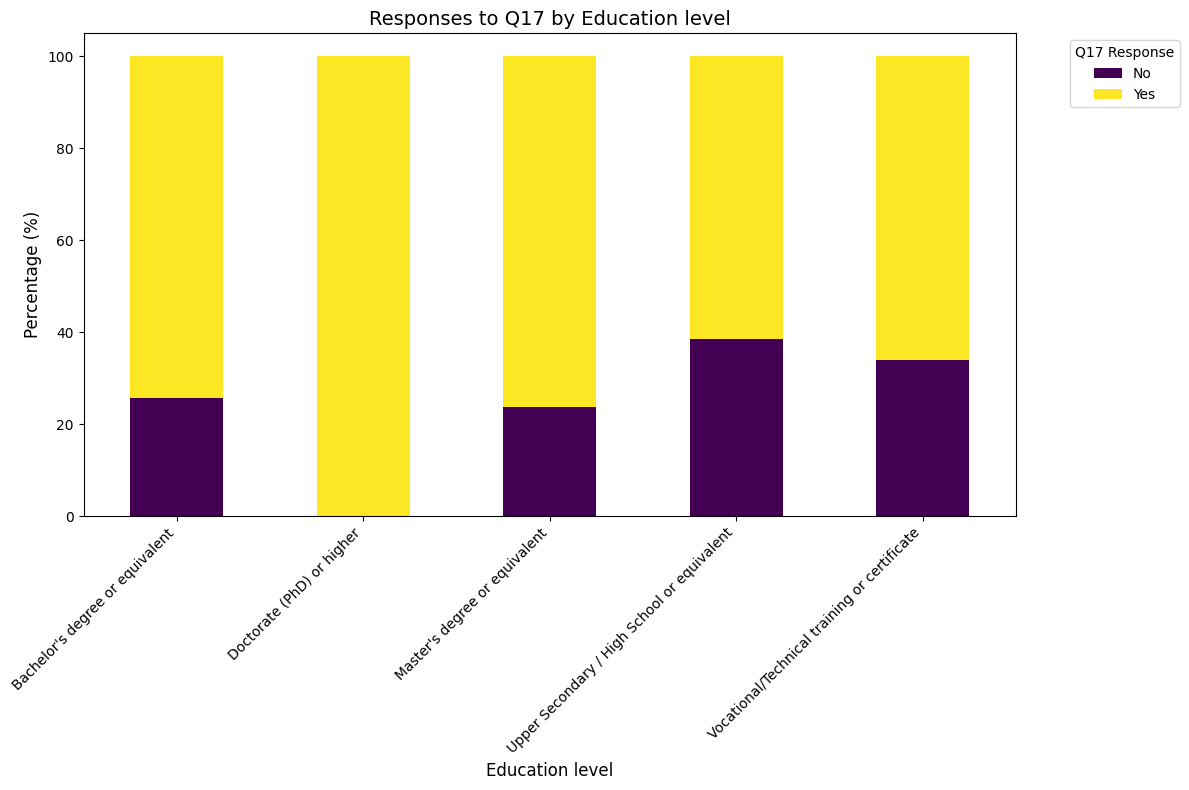 Responses to Q17 by Education level
Q17 Response
No
Yes
Percentage (%)
100
80
60
40
20
0
Bachelor's degree or equivalent
Doctorate (PhD) or higher
Master's degree or equivalent
Upper Secondary / High School or equivalent
Vocational/Technical training or certificate
Education level